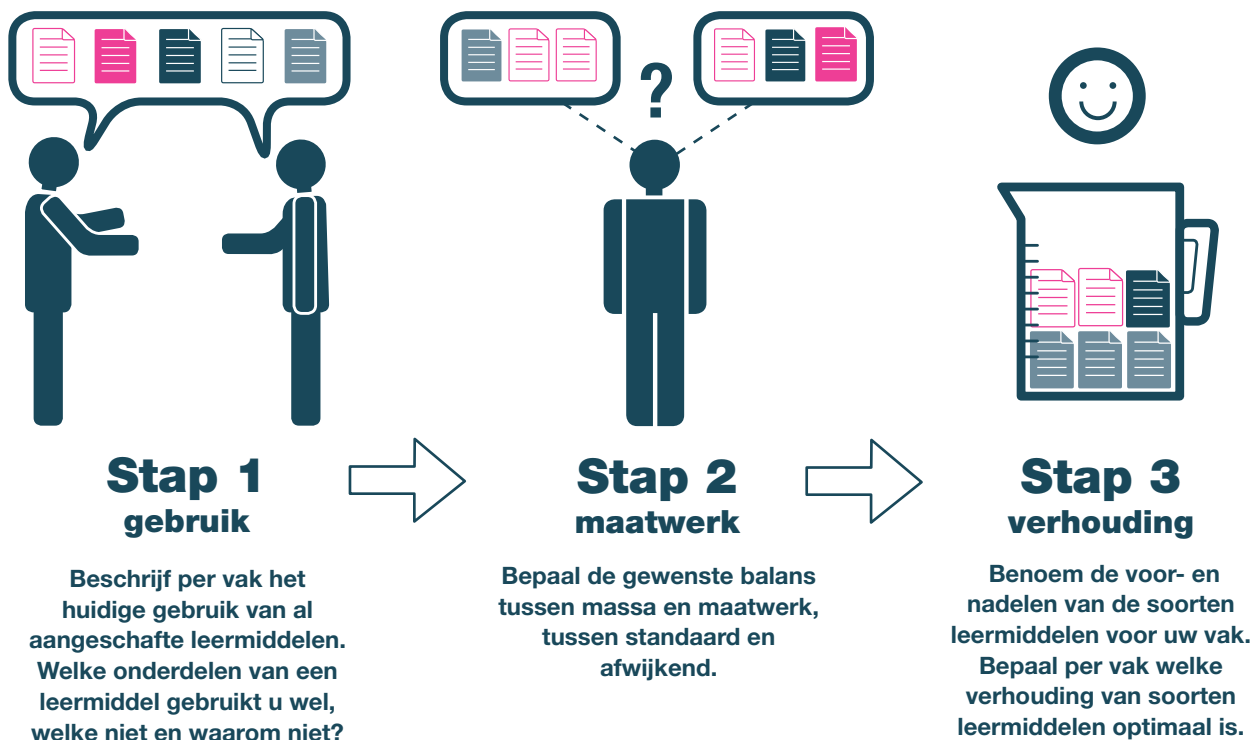 ?
Stap 1
gebruik
Beschrijf per vak het
huidige gebruik van al
aangeschafte leermiddelen.
Welke onderdelen van een
leermiddel gebruikt u wel,
welke niet en waarom niet?
Stap 2
maatwerk
Bepaal de gewenste balans
tussen massa en maatwerk,
tussen standaard en
afwijkend.
Stap 3
verhouding
Benoem de voor- en
nadelen van de soorten
leermiddelen voor uw vak.
Bepaal per vak welke
verhouding van soorten
leermiddelen optimaal is.